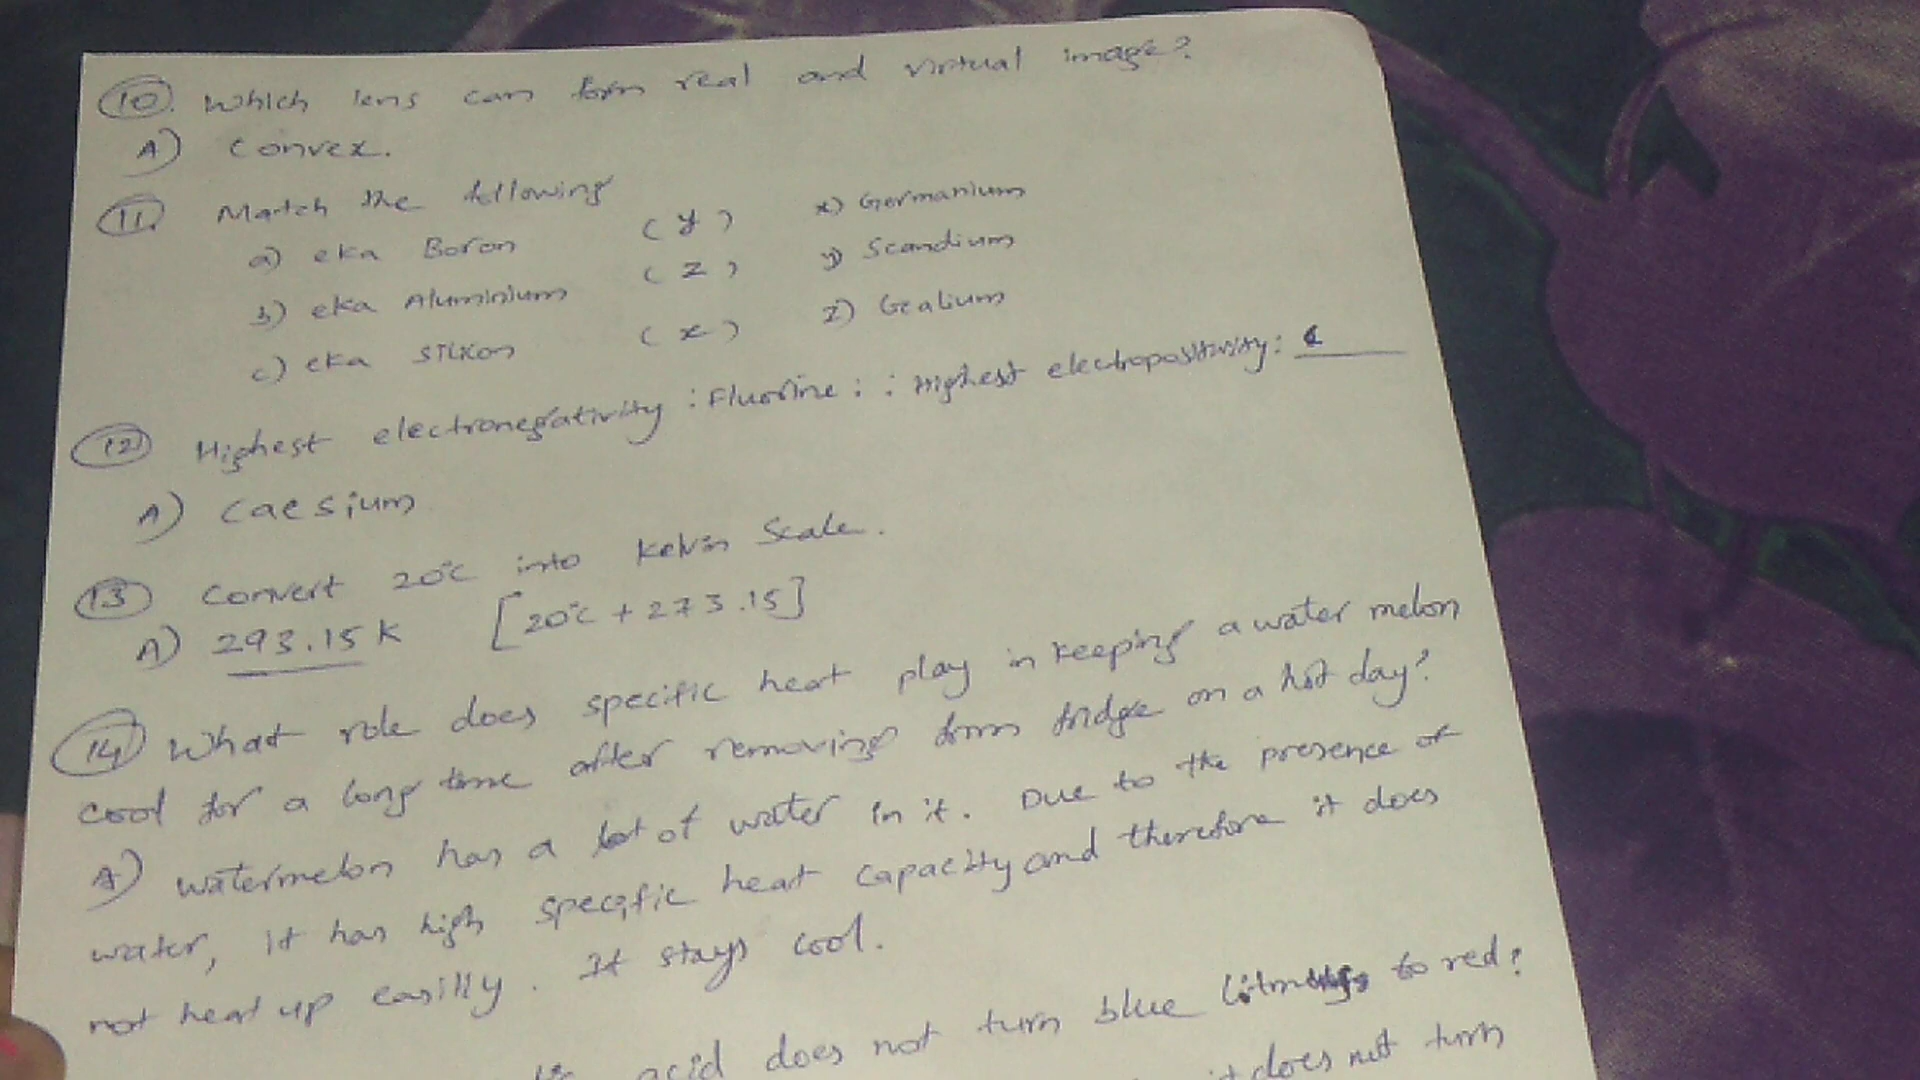 10. Which lens can form real and virtual image?
A) Convex.
11. Match the following
a) eka Boron (y) x) Germanium
b) eka Aluminium (z) y) Scandium
c) eka silicon (x) z) Gealium
12 Highest electronegativity : Fluorine :: Highest electropositivity:
A) Caesium
13 Convert 20°c into Kelvin Scale.
A) 293.15 K [20°c + 273.15]
14 What role does specific heat play in keeping a water melon
cool for a long time after removing from fridge on a hot day?
A) watermelon has a lot of water in it. Due to the presence of
water, it has high specific heat capacity and therefore it does
not heat up easilly. It stays cool.
acid does not turn blue litmus to red?
it does not turn